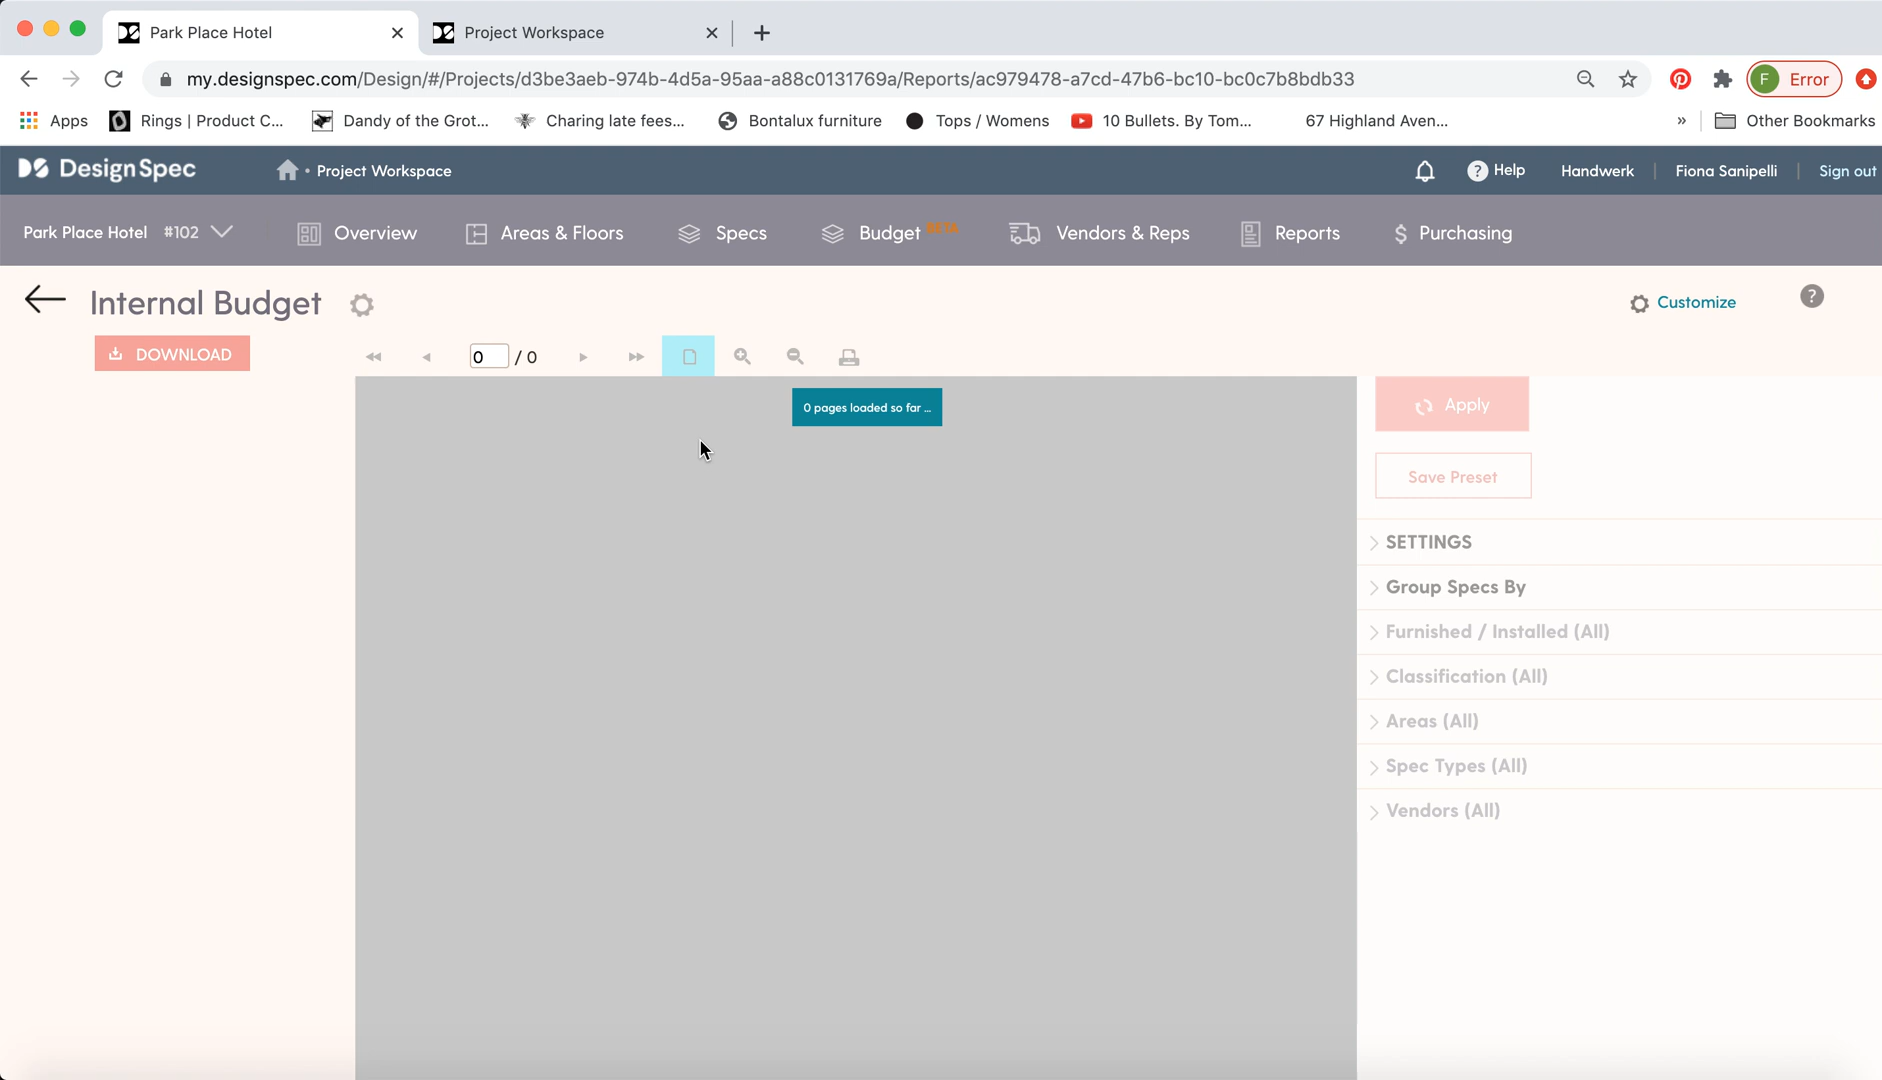 Park Place Hotel
Project Workspace
my.designspec.com/Design/#/Projects/d3be3aeb-974b-4d5a-95aa-a88c0131769a/Reports/ac979478-a7cd-47b6-bc10-bc0c7b8bdb33
F Error
Apps Rings | Product C... Dandy of the Grot... Charing late fees... Bontalux furniture Tops / Womens 10 Bullets. By Tom... 67 Highland Aven... » Other Bookmarks
DesignSpec • Project Workspace ? Help Handwerk | Fiona Sanipelli | Sign out
Park Place Hotel #102 Overview Areas & Floors Specs Budget BETA Vendors & Reps Reports $ Purchasing
Internal Budget Customize ?
DOWNLOAD 0 / 0
0 pages loaded so far ...
Apply
Save Preset
SETTINGS
Group Specs By
Furnished / Installed (All)
Classification (All)
Areas (All)
Spec Types (All)
Vendors (All)